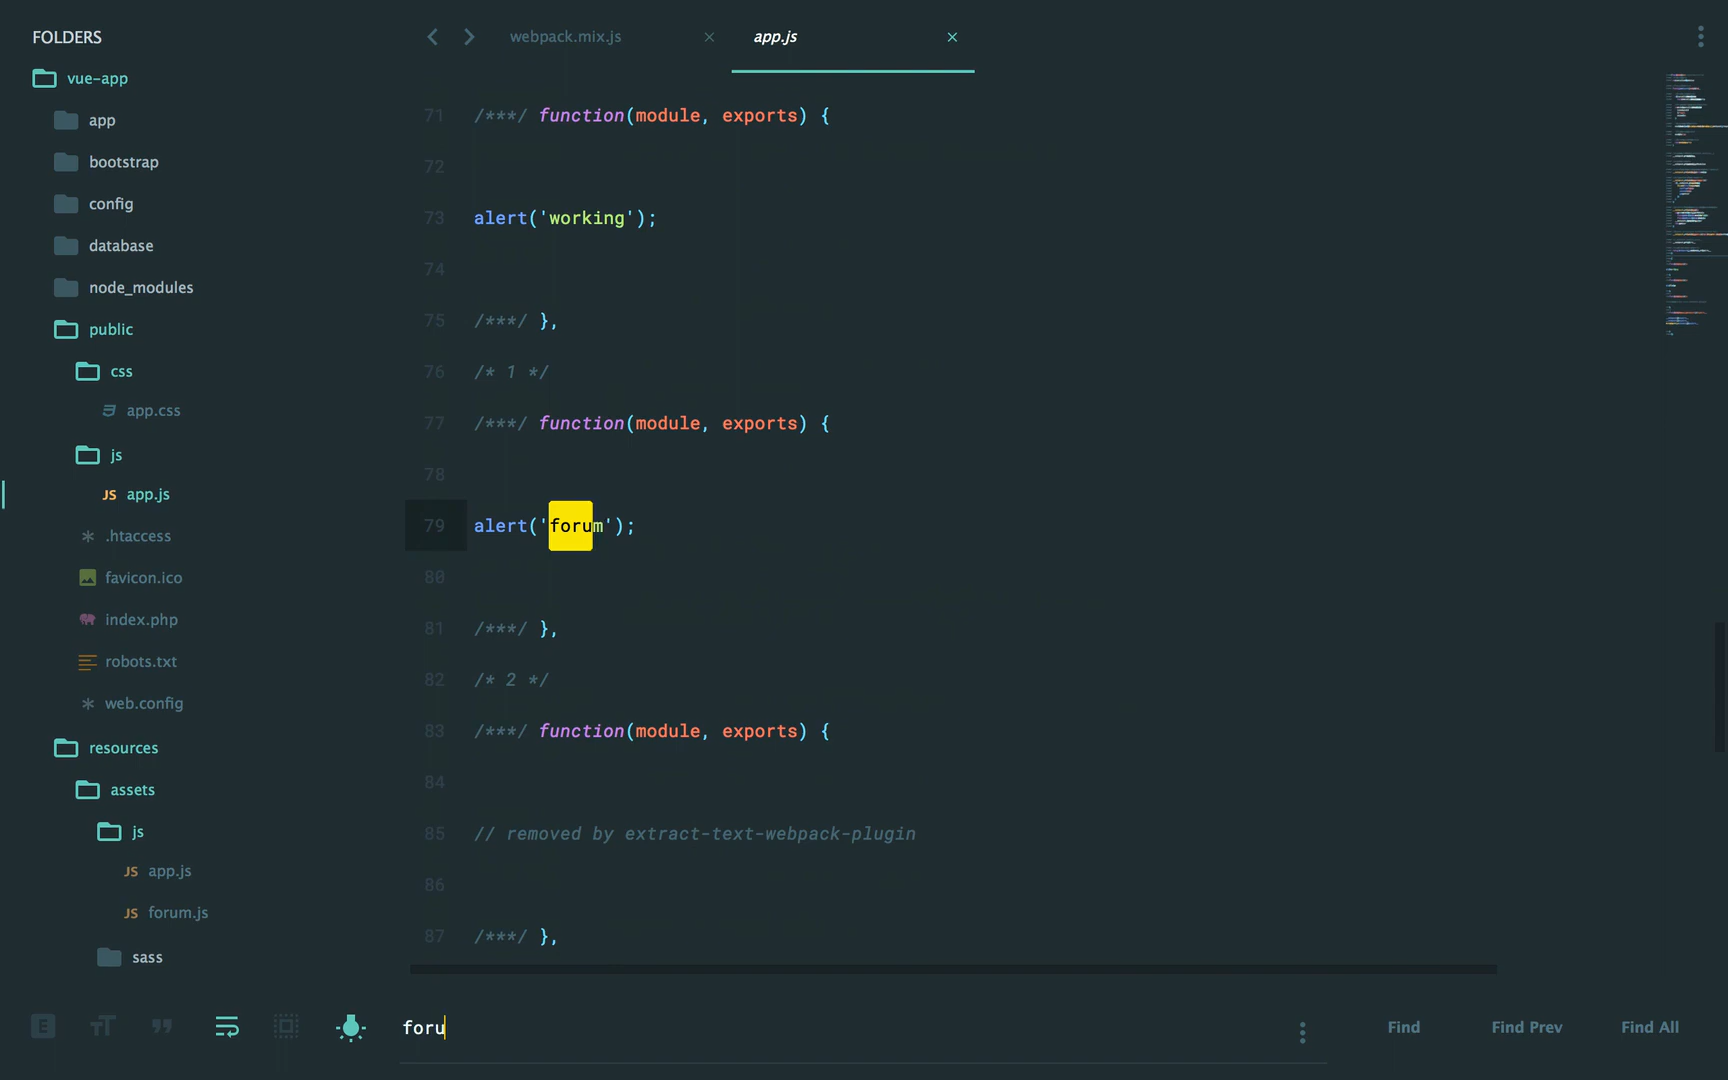 FOLDERS
vue-app
app
bootstrap
config
database
node_modules
public
css
app.css
js
JS app.js
.htaccess
favicon.ico
index.php
robots.txt
web.config
resources
assets
js
JS app.js
JS forum.js
sass
webpack.mix.js
app.js
71 /***/ function(module, exports) {
72
73 alert('working');
74
75 /***/ },
76 /* 1 */
77 /***/ function(module, exports) {
78
79 alert('forum');
80
81 /***/ },
82 /* 2 */
83 /***/ function(module, exports) {
84
85 // removed by extract-text-webpack-plugin
86
87 /***/ },
foru
Find
Find Prev
Find All